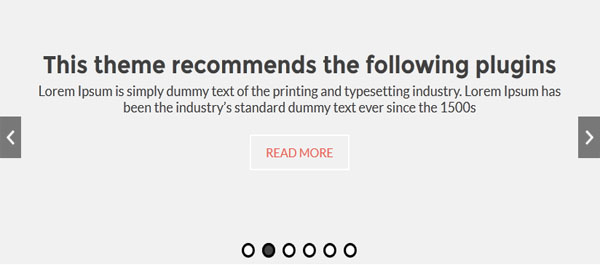 This theme recommends the following plugins
Lorem Ipsum is simply dummy text of the printing and typesetting industry. Lorem Ipsum has
been the industry's standard dummy text ever since the 1500s
READ MORE